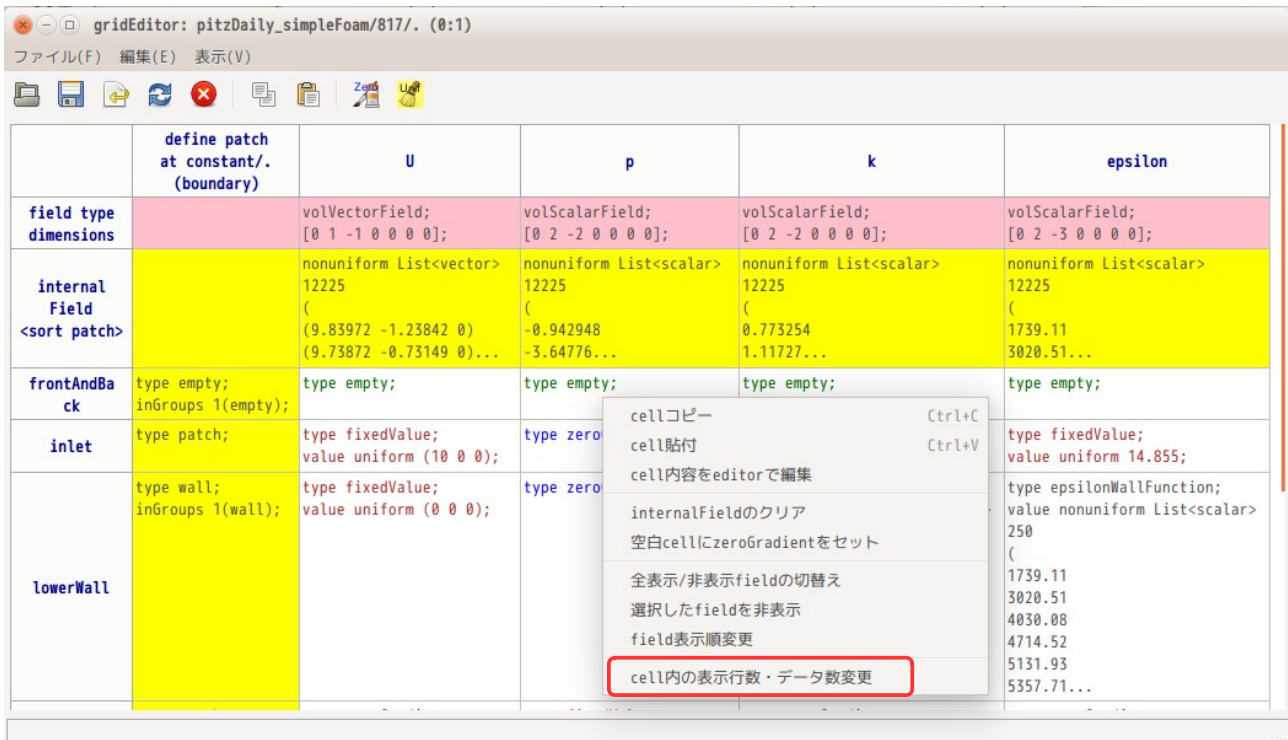 gridEditor: pitzDaily_simpleFoam/817/. (0:1)
ファイル(F) 編集(E) 表示(V)
Zero Unif
define patch
at constant/.
(boundary)
U
p
k
epsilon
field type
dimensions
volVectorField;
[0 1 -1 0 0 0 0];
volScalarField;
[0 2 -2 0 0 0 0];
volScalarField;
[0 2 -2 0 0 0 0];
volScalarField;
[0 2 -3 0 0 0 0];
internal
Field
<sort patch>
nonuniform List<vector>
12225
(
(9.83972 -1.23842 0)
(9.73872 -0.73149 0)...
nonuniform List<scalar>
12225
(
-0.942948
-3.64776...
nonuniform List<scalar>
12225
(
0.773254
1.11727...
nonuniform List<scalar>
12225
(
1739.11
3020.51...
frontAndBa
ck
type empty;
inGroups 1(empty);
type empty;
type empty;
type empty;
type empty;
inlet
type patch;
type fixedValue;
value uniform (10 0 0);
type zero
type fixedValue;
value uniform 14.855;
lowerWall
type wall;
inGroups 1(wall);
type fixedValue;
value uniform (0 0 0);
type zero
type epsilonWallFunction;
value nonuniform List<scalar>
250
(
1739.11
3020.51
4030.08
4714.52
5131.93
5357.71...
cellコピー Ctrl+C
cell貼付 Ctrl+V
cell内容をeditorで編集
internalFieldのクリア
空白cellにzeroGradientをセット
全表示/非表示fieldの切替え
選択したfieldを非表示
field表示順変更
cell内の表示行数・データ数変更